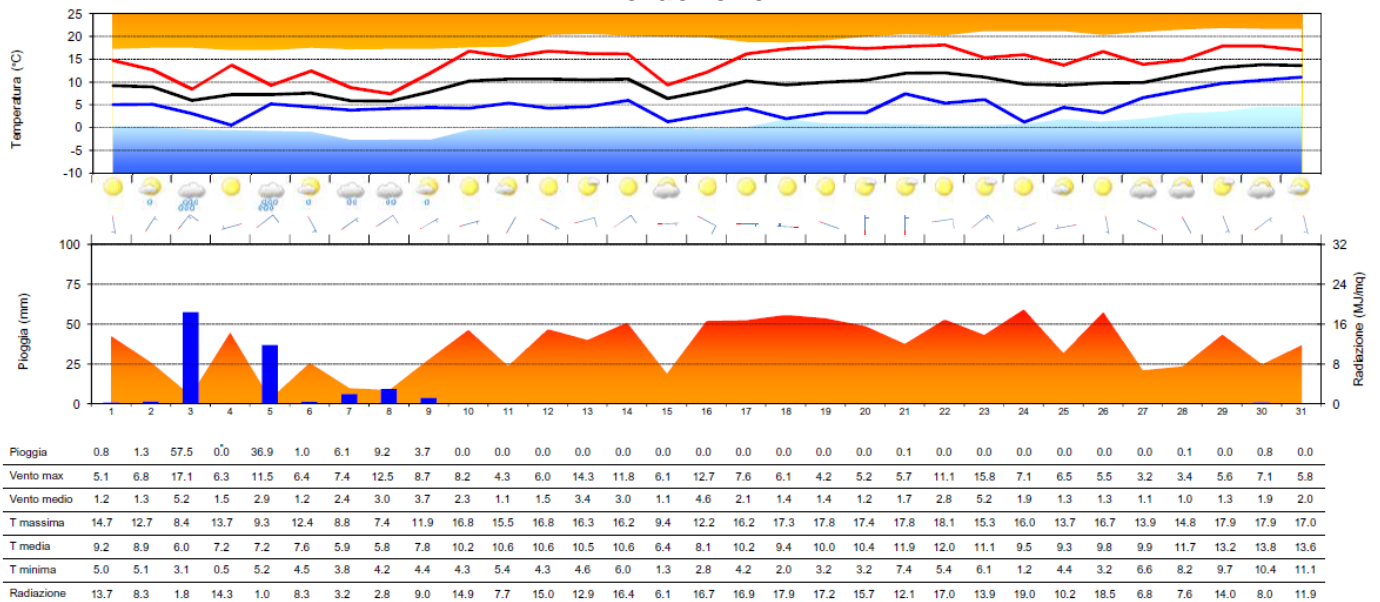 25
20
15
10
5
0
-5
-10
Temperatura (°C)
100
75
50
25
0
Pioggia (mm)
32
24
16
8
0
Radiazione (MJ/mq)
1 2 3 4 5 6 7 8 9 10 11 12 13 14 15 16 17 18 19 20 21 22 23 24 25 26 27 28 29 30 31
Pioggia 0.8 1.3 57.5 0.0 36.9 1.0 6.1 9.2 3.7 0.0 0.0 0.0 0.0 0.0 0.0 0.0 0.0 0.0 0.0 0.0 0.1 0.0 0.0 0.0 0.0 0.0 0.0 0.1 0.0 0.8 0.0
Vento max 5.1 6.8 17.1 6.3 11.5 6.4 7.4 12.5 8.7 8.2 4.3 6.0 14.3 11.8 6.1 12.7 7.6 6.1 4.2 5.2 5.7 11.1 15.8 7.1 6.5 5.5 3.2 3.4 5.6 7.1 5.8
Vento medio 1.2 1.3 5.2 1.5 2.9 1.2 2.4 3.0 3.7 2.3 1.1 1.5 3.4 3.0 1.1 4.6 2.1 1.4 1.4 1.2 1.7 2.8 5.2 1.9 1.3 1.3 1.1 1.0 1.3 1.9 2.0
T massima 14.7 12.7 8.4 13.7 9.3 12.4 8.8 7.4 11.9 16.8 15.5 16.8 16.3 16.2 9.4 12.2 16.2 17.3 17.8 17.4 17.8 18.1 15.3 16.0 13.7 16.7 13.9 14.8 17.9 17.9 17.0
T media 9.2 8.9 6.0 7.2 7.2 7.6 5.9 5.8 7.8 10.2 10.6 10.6 10.5 10.6 6.4 8.1 10.2 9.4 10.0 10.4 11.9 12.0 11.1 9.5 9.3 9.8 9.9 11.7 13.2 13.8 13.6
T minima 5.0 5.1 3.1 0.5 5.2 4.5 3.8 4.2 4.4 4.3 5.4 4.3 4.6 6.0 1.3 2.8 4.2 2.0 3.2 3.2 7.4 5.4 6.1 1.2 4.4 3.2 6.6 8.2 9.7 10.4 11.1
Radiazione 13.7 8.3 1.8 14.3 1.0 8.3 3.2 2.8 9.0 14.9 7.7 15.0 12.9 16.4 6.1 16.7 16.9 17.9 17.2 15.7 12.1 17.0 13.9 19.0 10.2 18.5 6.8 7.6 14.0 8.0 11.9